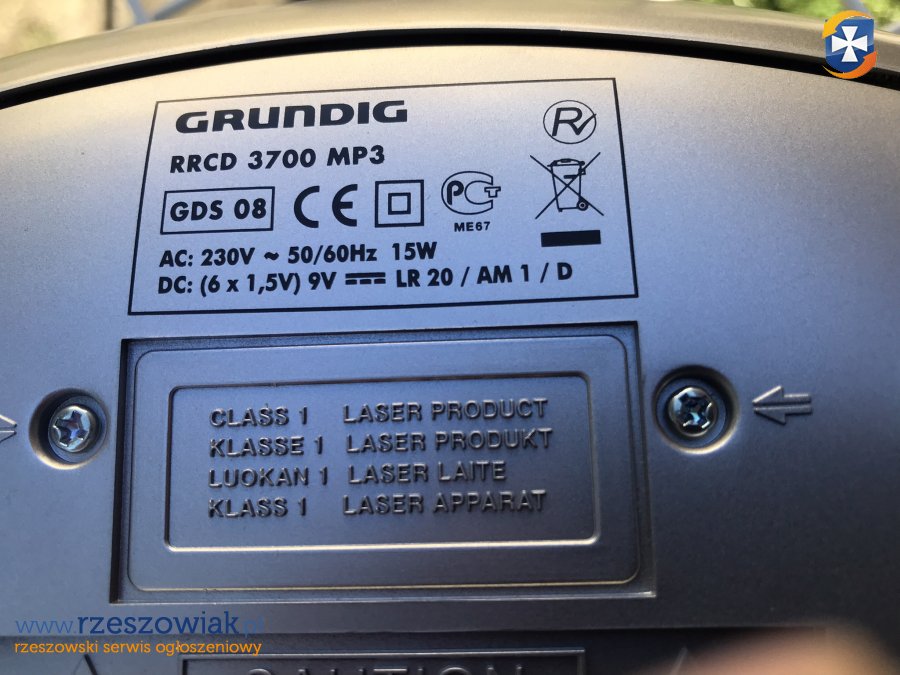 GRUNDIG
RRCD 3700 MP3
GDS 08
ME67
AC: 230V ~ 50/60Hz 15W
DC: (6 x 1,5V) 9V LR 20 / AM 1 / D
CLASS 1 LASER PRODUCT
KLASSE 1 LASER PRODUKT
LUOKAN 1 LASER LAITE
KLASS 1 LASER APPARAT
www.rzeszowiak.pl
rzeszowski serwis ogłoszeniowy
CAUTION